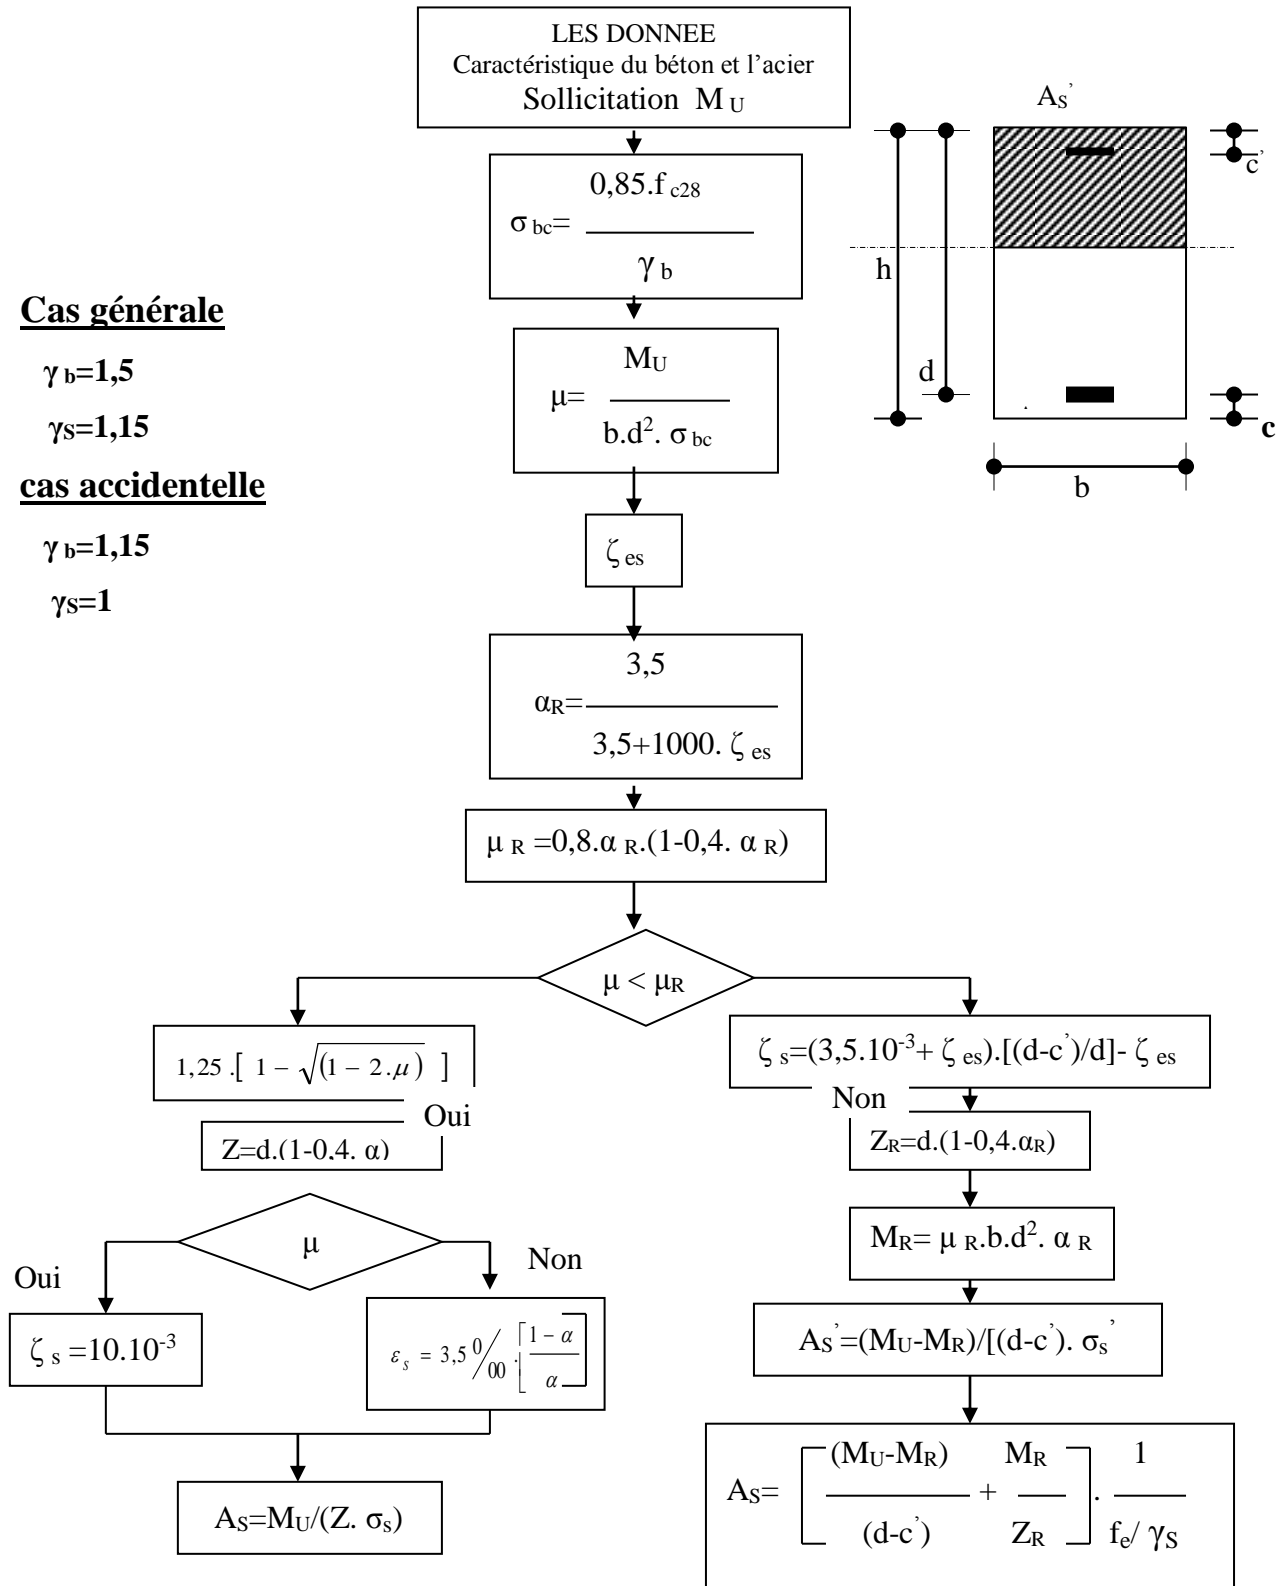 LES DONNEE
Caractéristique du béton et l'acier
Sollicitation M U
0,85.f c28
σ bc=
γ b
Cas générale
γ b=1,5
γS=1,15
cas accidentelle
γ b=1,15
γS=1
MU
μ=
b.d². σ bc
ζ es
3,5
αR=
3,5+1000. ζ es
μ R =0,8.α R.(1-0,4. α R)
μ < μR
1,25 .[ 1 − √(1 − 2.μ) ]
Oui
Z=d.(1-0,4. α)
μ
Oui
Non
ζ s =10.10-3
εs = 3,5 0/00 .[1 − α / α]
AS=MU/(Z. σs)
ζ s=(3,5.10-3+ ζ es).[(d-c')/d]- ζ es
Non
ZR=d.(1-0,4.αR)
MR= μ R.b.d². α R
AS'=(MU-MR)/[(d-c'). σs'
(MU-MR) MR 1
AS= + .
(d-c') ZR fe/ γS
AS'
c'
h
d
c
b